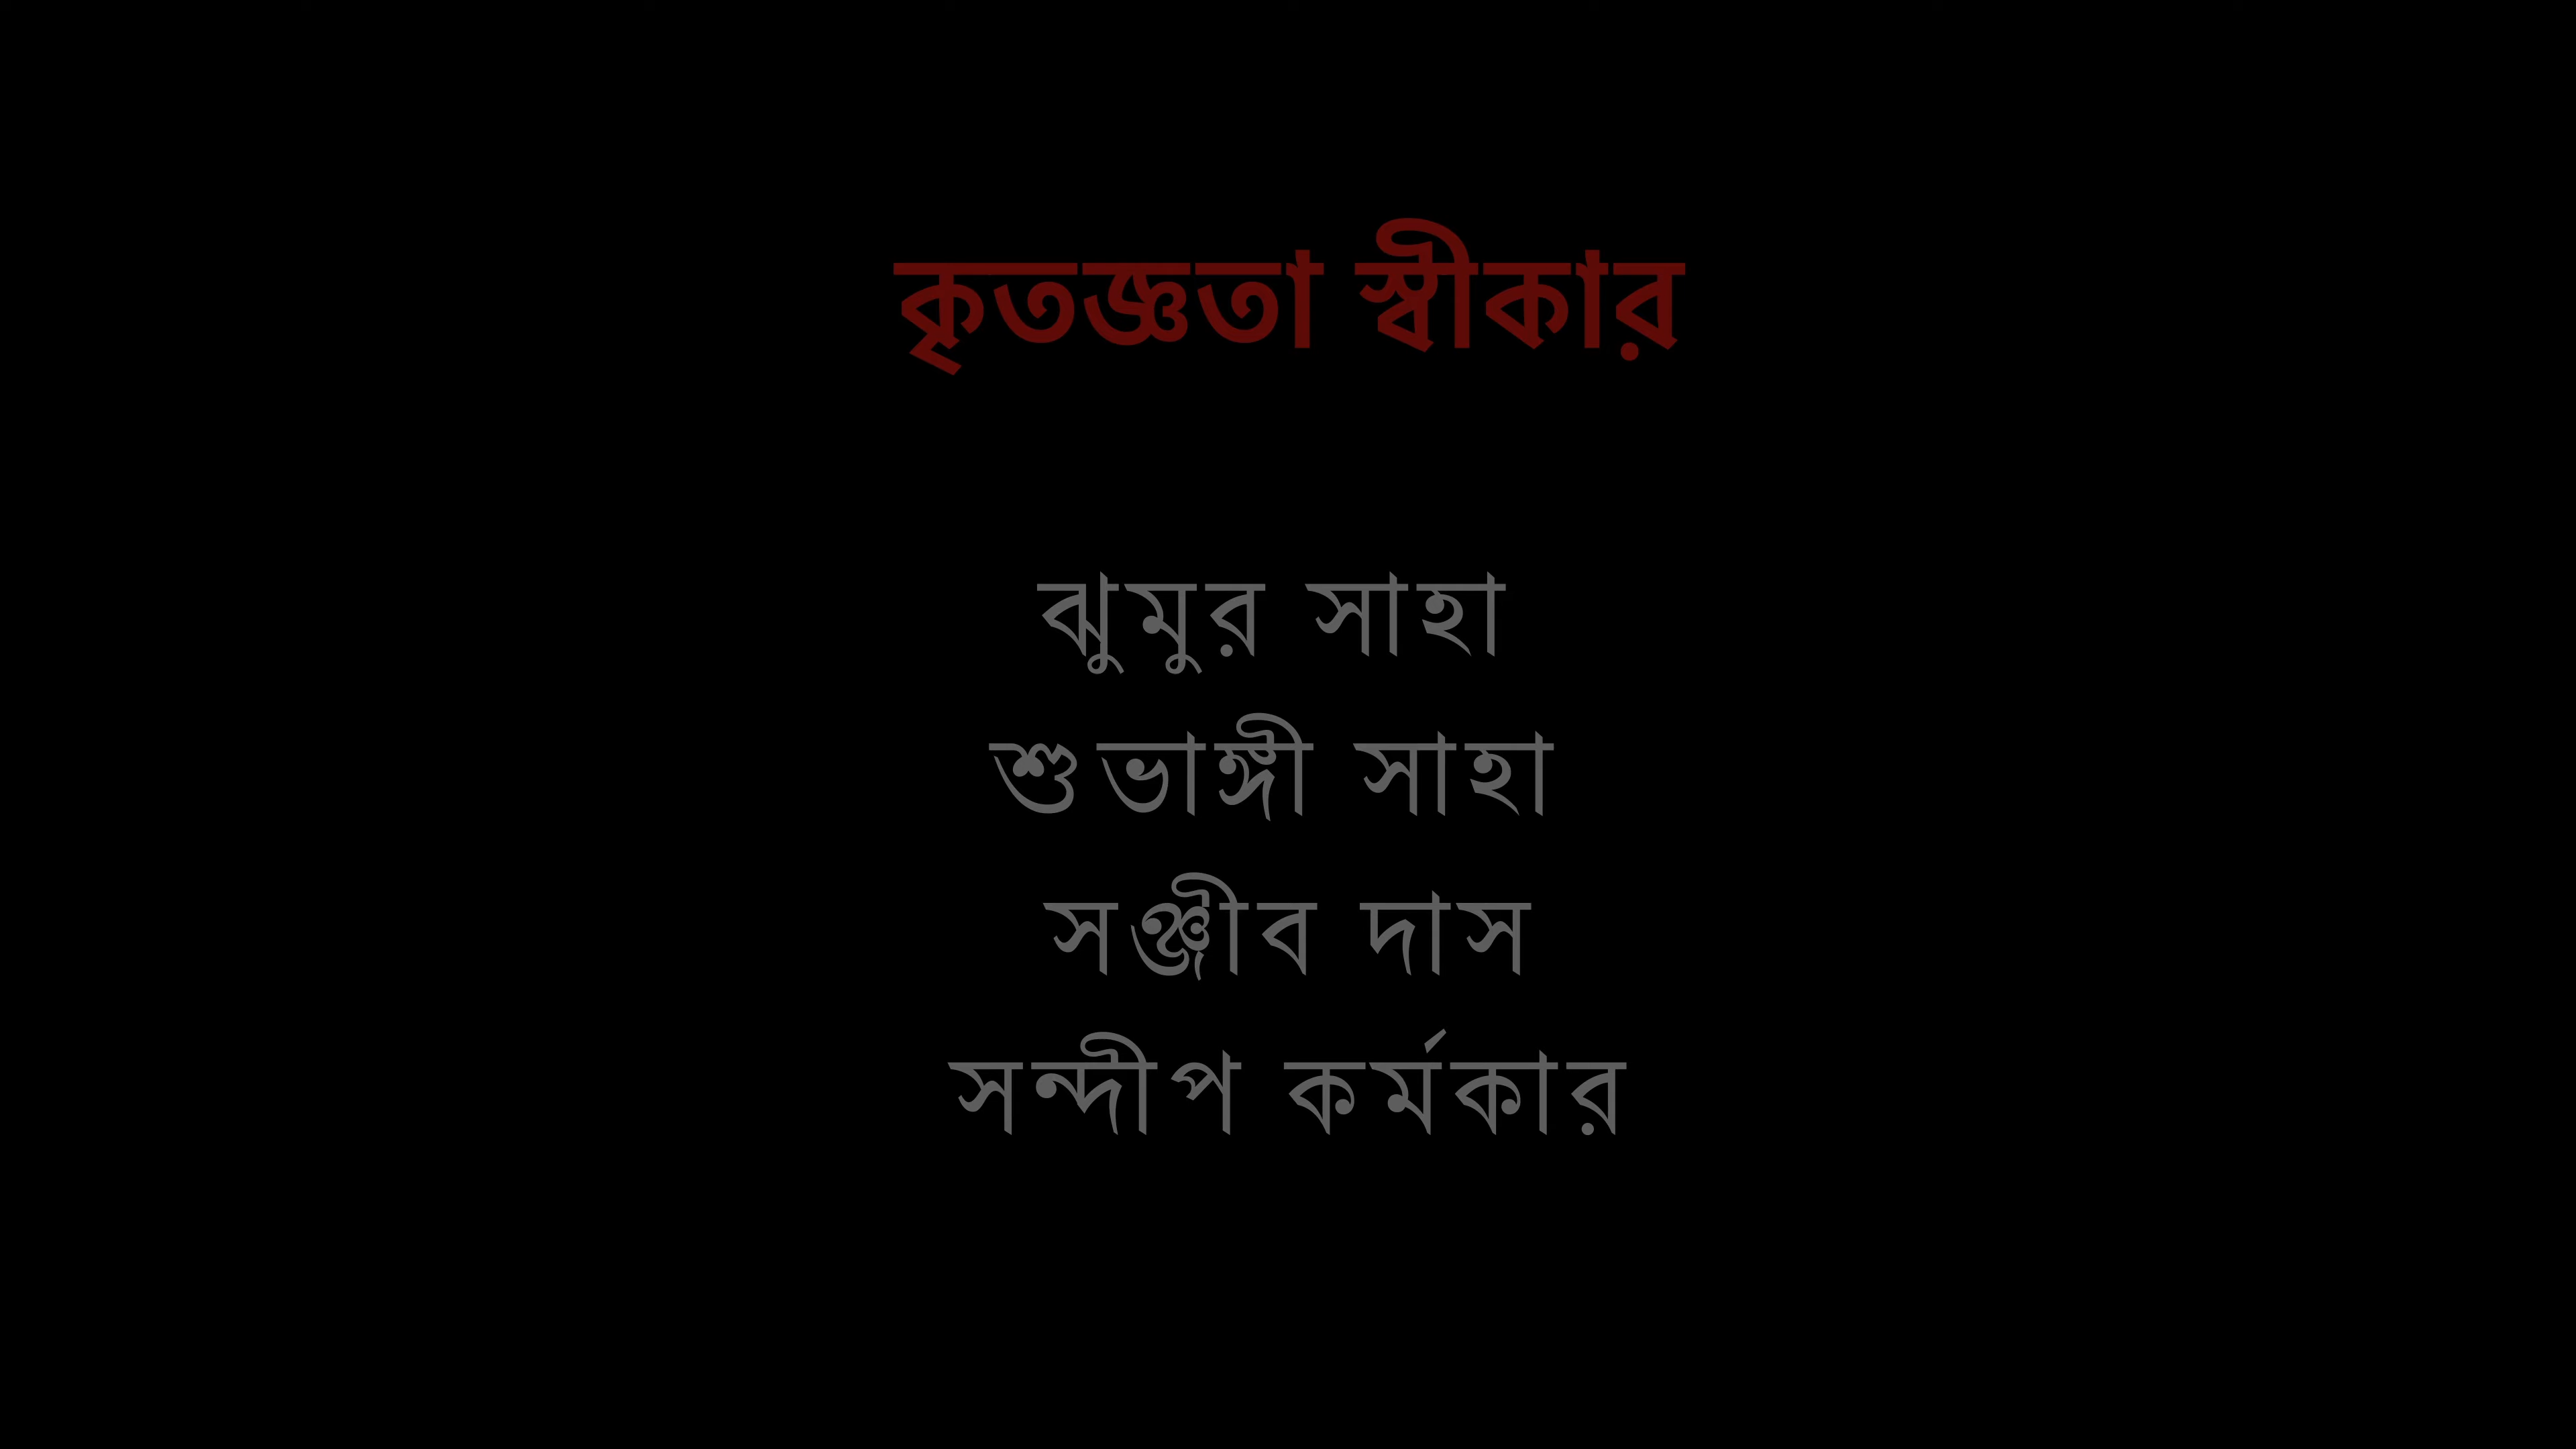 কৃতজ্ঞতা স্বীকার
ঝুমুর সাহা
শুভাঙ্গী সাহা
সঞ্জীব দাস
সন্দীপ কর্মকার